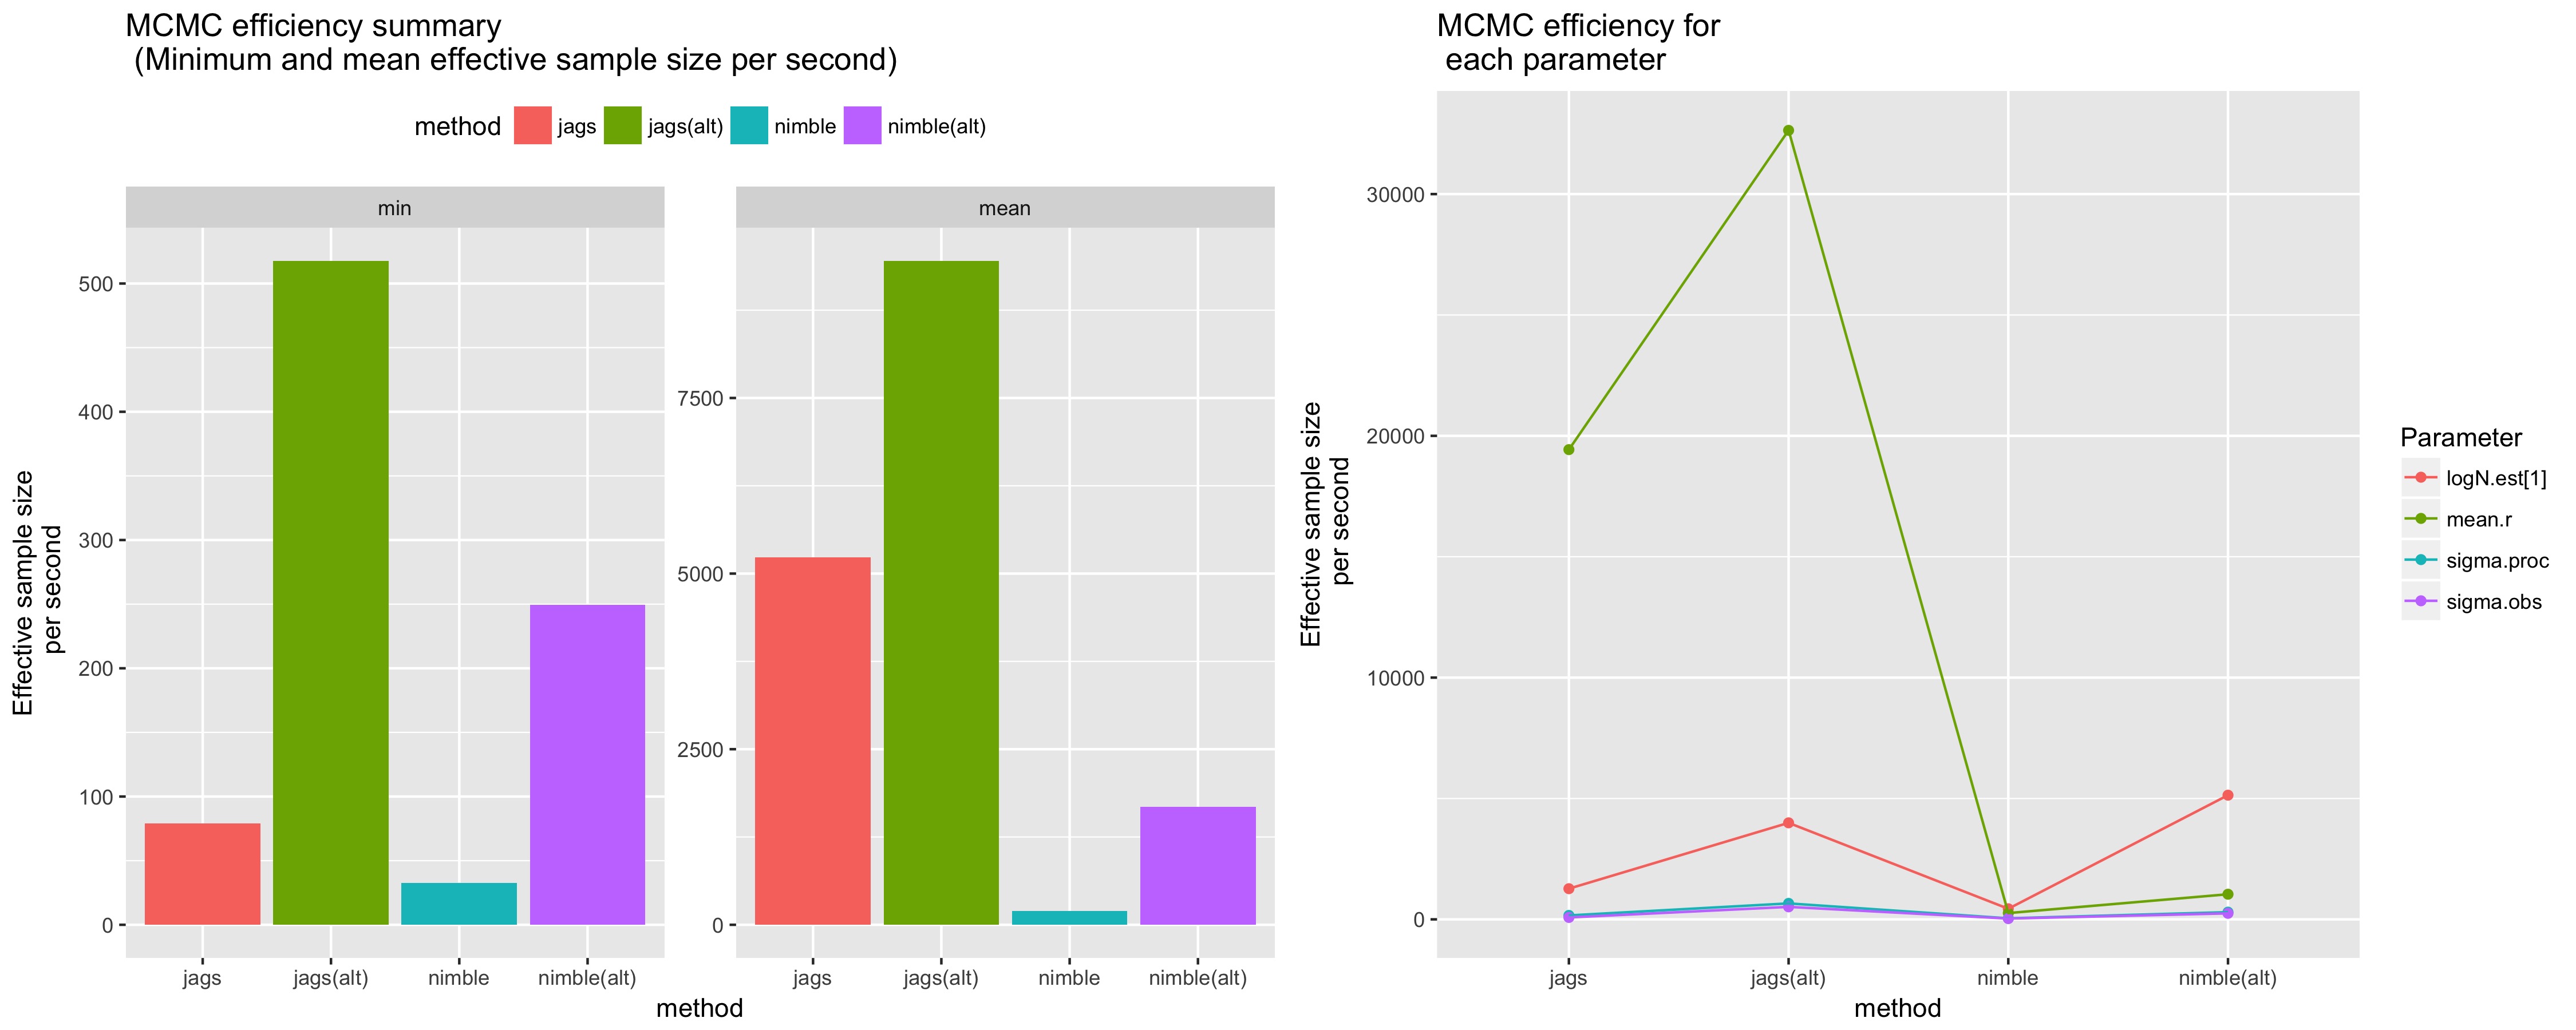 MCMC efficiency summary
(Minimum and mean effective sample size per second)
method jags jags(alt) nimble nimble(alt)
min
mean
Effective sample size
per second
500
400
300
200
100
0
7500
5000
2500
0
jags jags(alt) nimble nimble(alt)
jags jags(alt) nimble nimble(alt)
method
MCMC efficiency for
each parameter
Effective sample size
per second
30000
20000
10000
0
jags jags(alt) nimble nimble(alt)
method
Parameter
logN.est[1]
mean.r
sigma.proc
sigma.obs